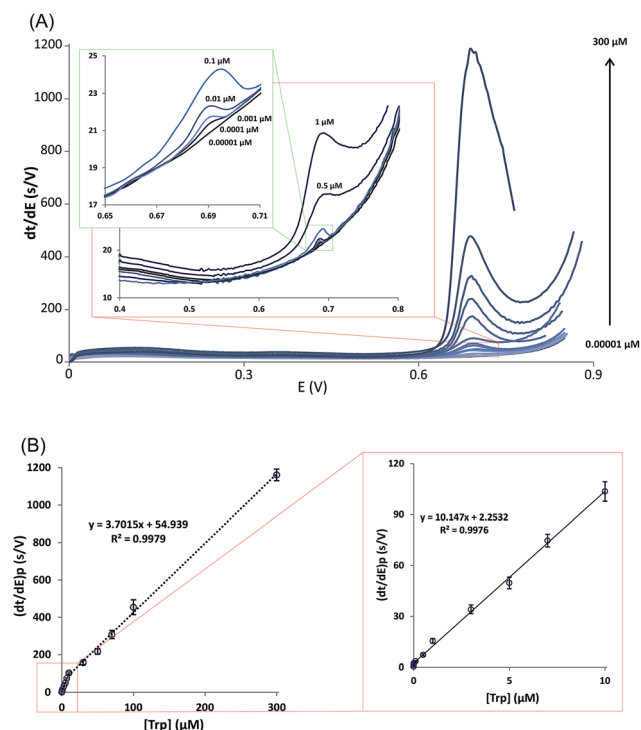 (A)
1200
1000
800
600
400
200
0
dt/dE (s/V)
0
0.3
0.6
0.9
E (V)
300 µM
0.00001 µM
25
23
21
19
17
0.65
0.67
0.69
0.71
0.1 µM
0.01 µM
0.001 µM
0.0001 µM
0.00001 µM
1 µM
0.5 µM
20
10
0.4
0.5
0.6
0.7
0.8
(B)
1200
1000
800
600
400
200
0
(dt/dE)p (s/V)
y = 3.7015x + 54.939
R² = 0.9979
0
100
200
300
[Trp] (µM)
120
90
60
30
0
(dt/dE)p (s/V)
y = 10.147x + 2.2532
R² = 0.9976
0
5
10
[Trp] (µM)